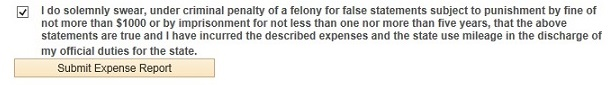 I do solemnly swear, under criminal penalty of a felony for false statements subject to punishment by fine of
not more than $1000 or by imprisonment for not less than one nor more than five years, that the above
statements are true and I have incurred the described expenses and the state use mileage in the discharge of
my official duties for the state.
Submit Expense Report